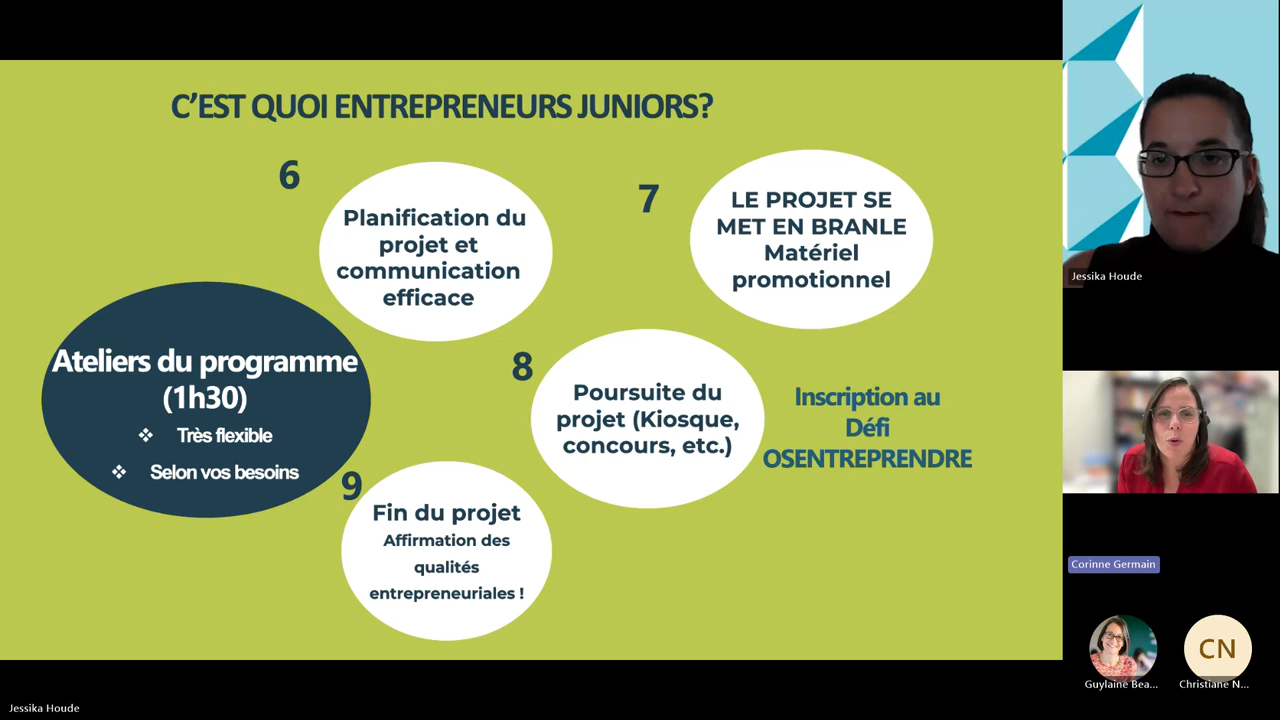 C'EST QUOI ENTREPRENEURS JUNIORS?
6
Planification du
projet et
communication
efficace
7
LE PROJET SE
MET EN BRANLE
Matériel
promotionnel
Ateliers du programme
(1h30)
❖ Très flexible
❖ Selon vos besoins
8
Poursuite du
projet (Kiosque,
concours, etc.)
Inscription au
Défi
OSENTREPRENDRE
9
Fin du projet
Affirmation des
qualités
entrepreneuriales !
Jessika Houde
Corinne Germain
CN
Guylaine Bea...
Christiane N...
Jessika Houde